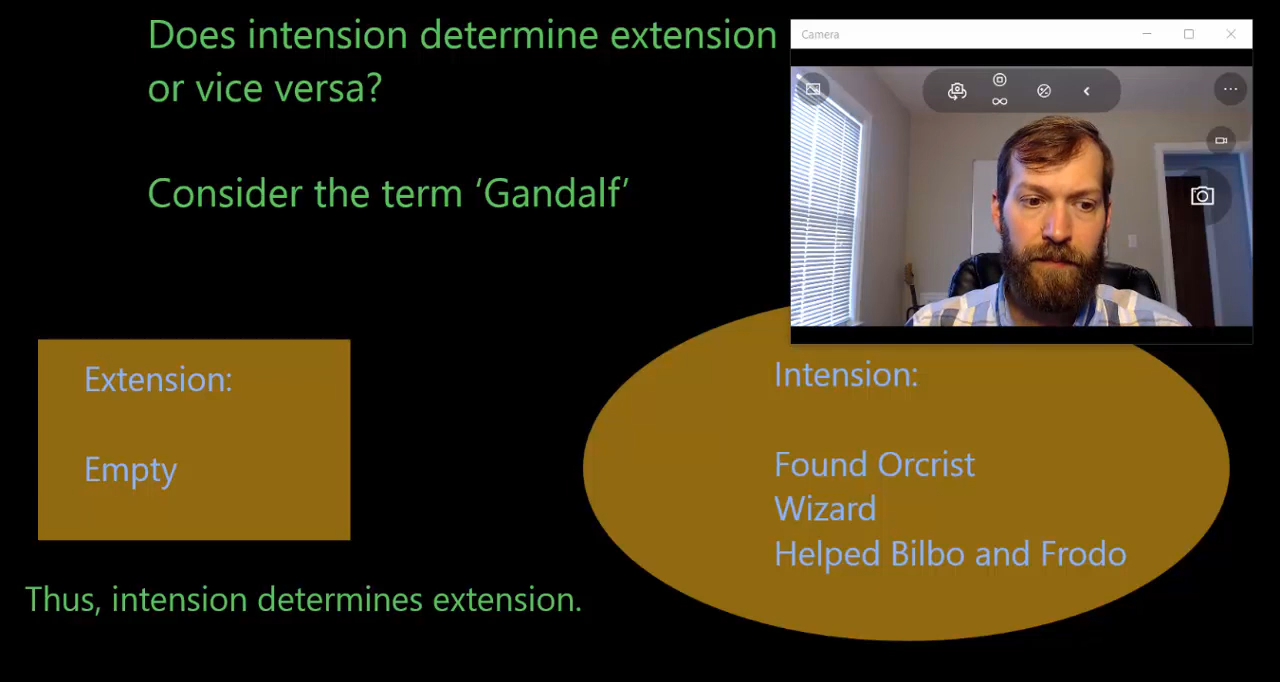 Does intension determine extension
or vice versa?
Camera
Consider the term ‘Gandalf’
Extension:
Empty
Intension:
Found Orcrist
Wizard
Helped Bilbo and Frodo
Thus, intension determines extension.